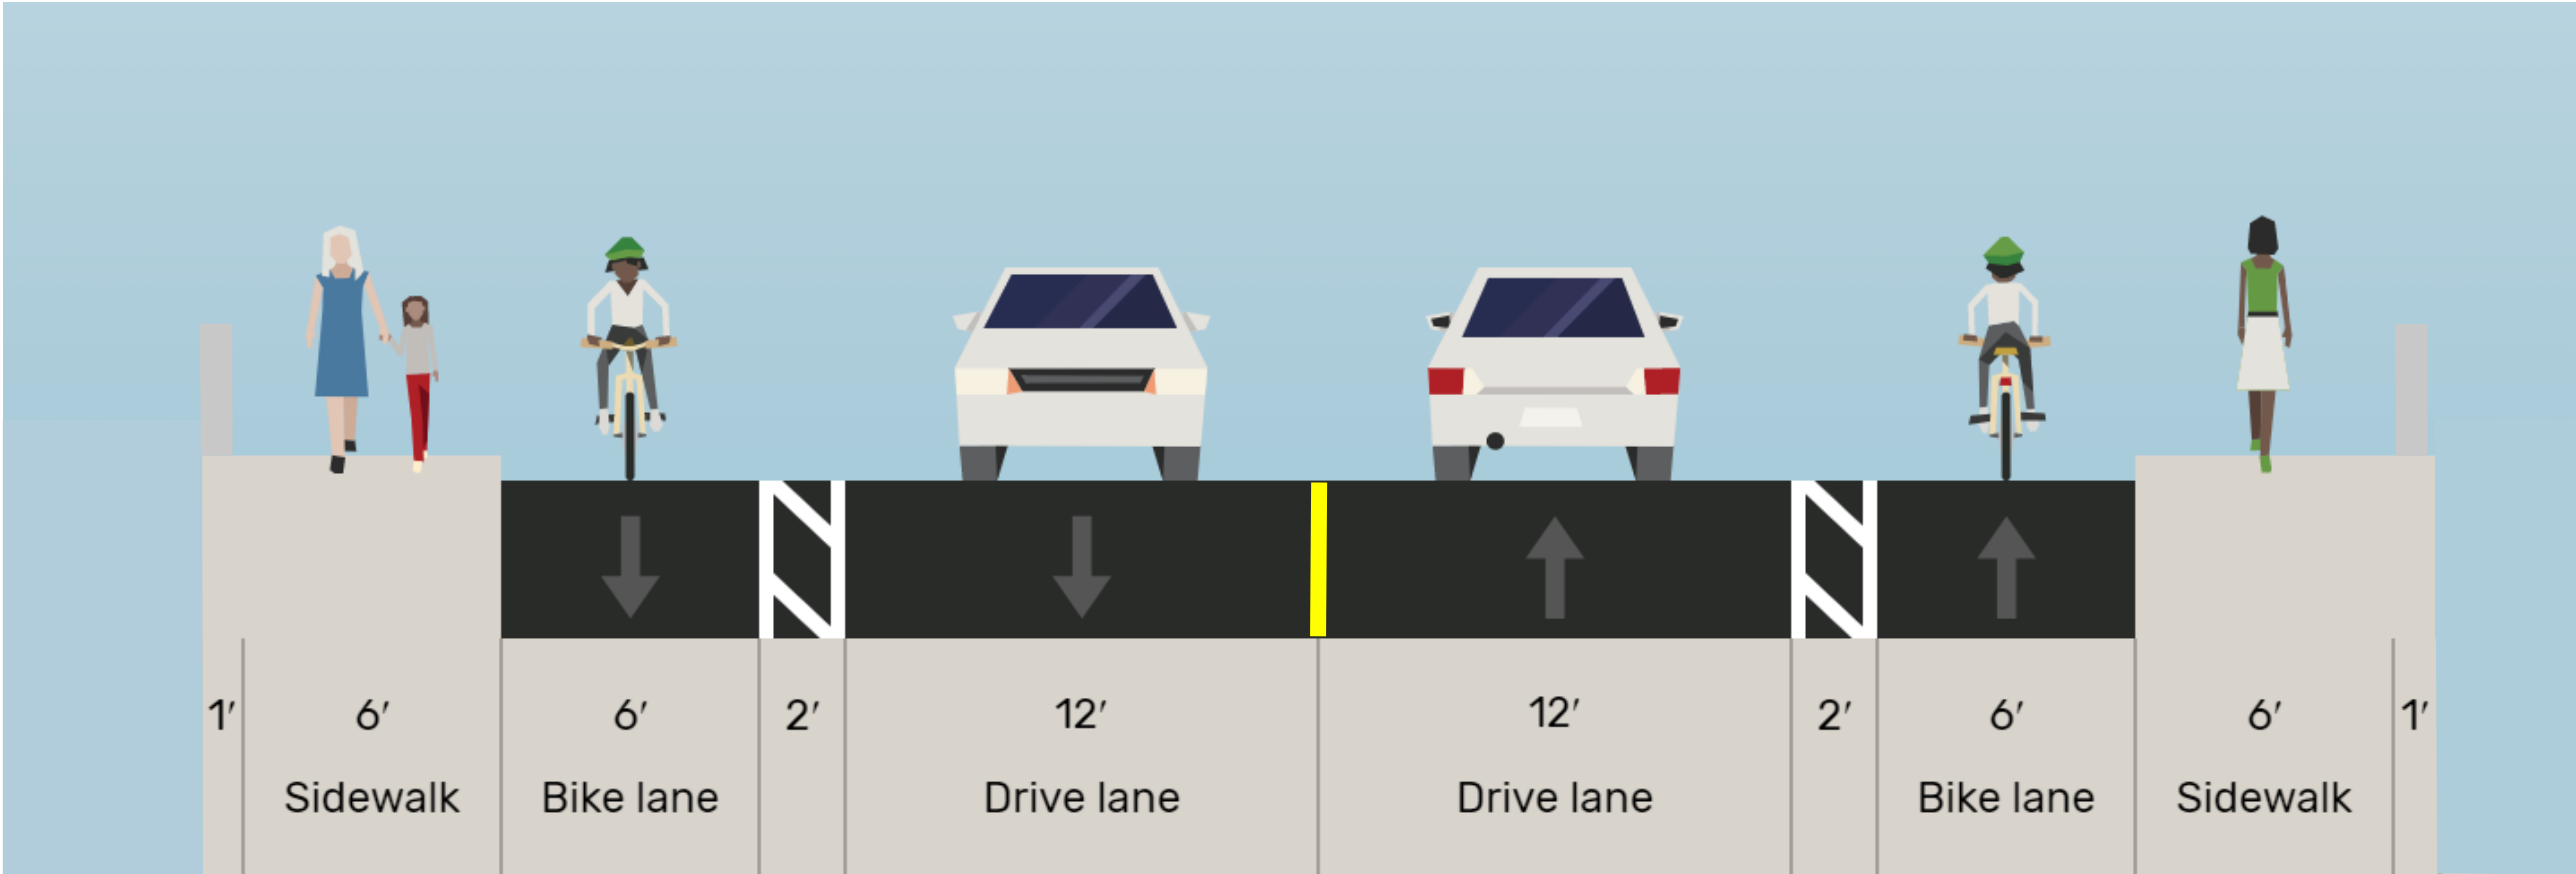 1′ 6′ 6′ 2′ 12′ 12′ 2′ 6′ 6′ 1′
Sidewalk Bike lane Drive lane Drive lane Bike lane Sidewalk